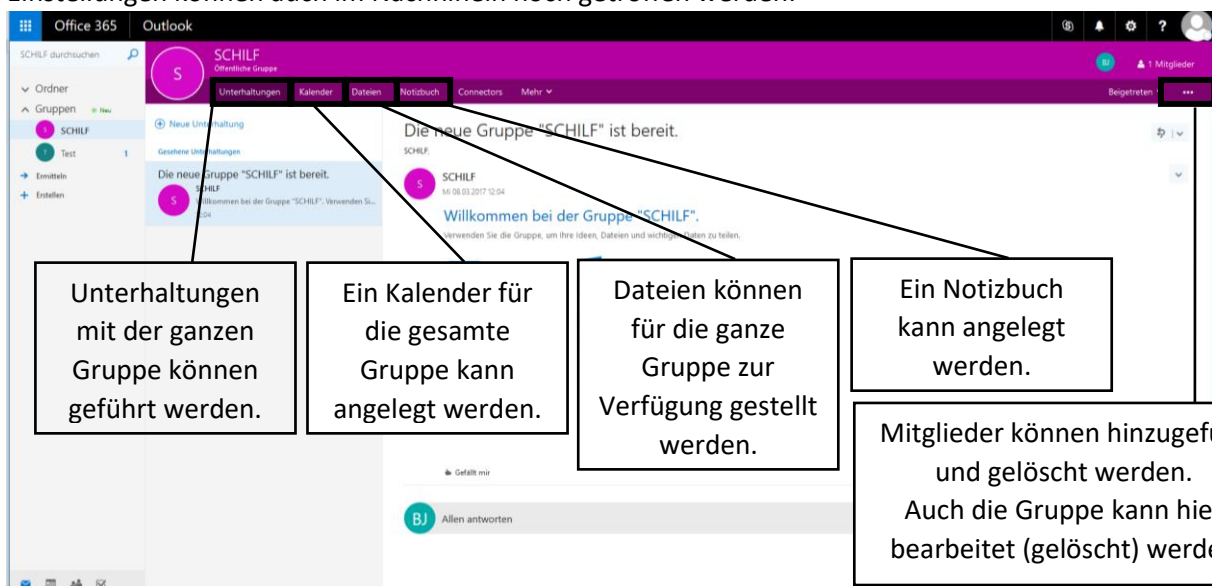 Einstellungen können auch im Nachhinein noch getroffen werden.
Office 365 Outlook
SCHILF durchsuchen
Ordner
Gruppen Neu
SCHILF
Test 1
Ermitteln
Erstellen
SCHILF
Öffentliche Gruppe
BJ 1 Mitglieder
Unterhaltungen Kalender Dateien Notizbuch Connectors Mehr Beigetreten
Neue Unterhaltung
Gesehene Unterhaltungen
Die neue Gruppe "SCHILF" ist bereit.
SCHILF
Willkommen bei der Gruppe "SCHILF". Verwenden Si...
12:04
Die neue Gruppe "SCHILF" ist bereit.
SCHILF;
S
SCHILF
Mi 08.03.2017 12:04
Willkommen bei der Gruppe "SCHILF".
Verwenden Sie die Gruppe, um Ihre Ideen, Dateien und wichtigen Daten zu teilen.
Unterhaltungen
mit der ganzen
Gruppe können
geführt werden.
Ein Kalender für
die gesamte
Gruppe kann
angelegt werden.
Dateien können
für die ganze
Gruppe zur
Verfügung gestellt
werden.
Ein Notizbuch
kann angelegt
werden.
Mitglieder können hinzugefü
und gelöscht werden.
Auch die Gruppe kann hie
bearbeitet (gelöscht) werde
Gefällt mir
BJ Allen antworten